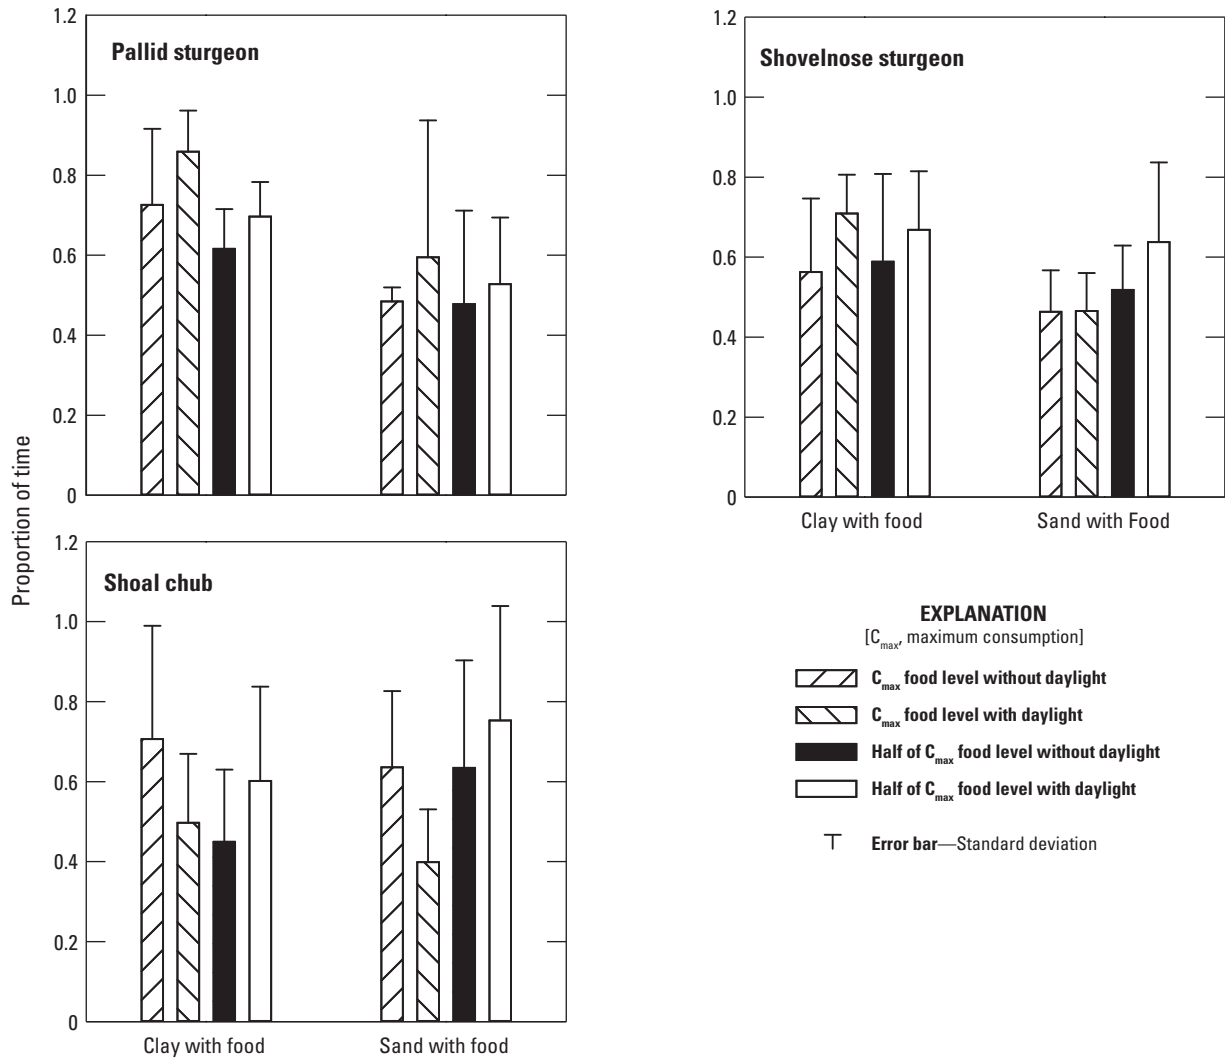 Proportion of time
Pallid sturgeon
1.2
1.0
0.8
0.6
0.4
0.2
0
Shovelnose sturgeon
1.2
1.0
0.8
0.6
0.4
0.2
0
Clay with food
Sand with Food
Shoal chub
1.2
1.0
0.8
0.6
0.4
0.2
0
Clay with food
Sand with food
EXPLANATION
[Cmax, maximum consumption]
Cmax food level without daylight
Cmax food level with daylight
Half of Cmax food level without daylight
Half of Cmax food level with daylight
Error bar—Standard deviation